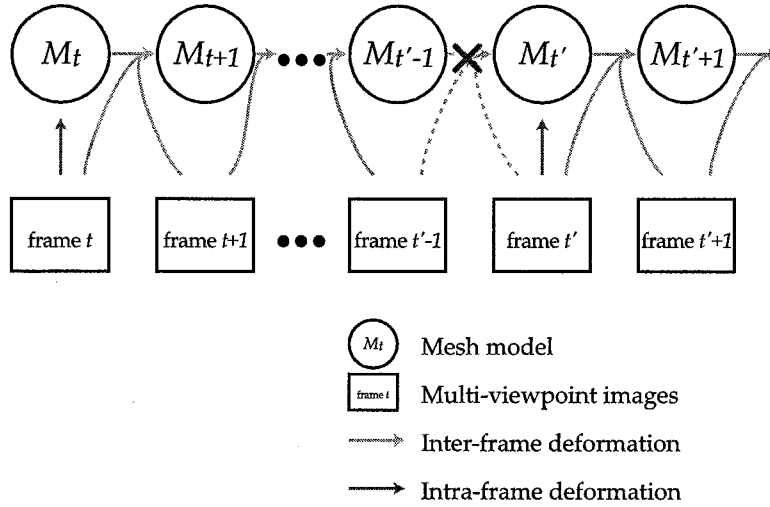 Mt Mt+1 ●●● Mt'-1 Mt' Mt'+1
frame t frame t+1 ●●● frame t'-1 frame t' frame t'+1
Mt Mesh model
frame t Multi-viewpoint images
Inter-frame deformation
Intra-frame deformation